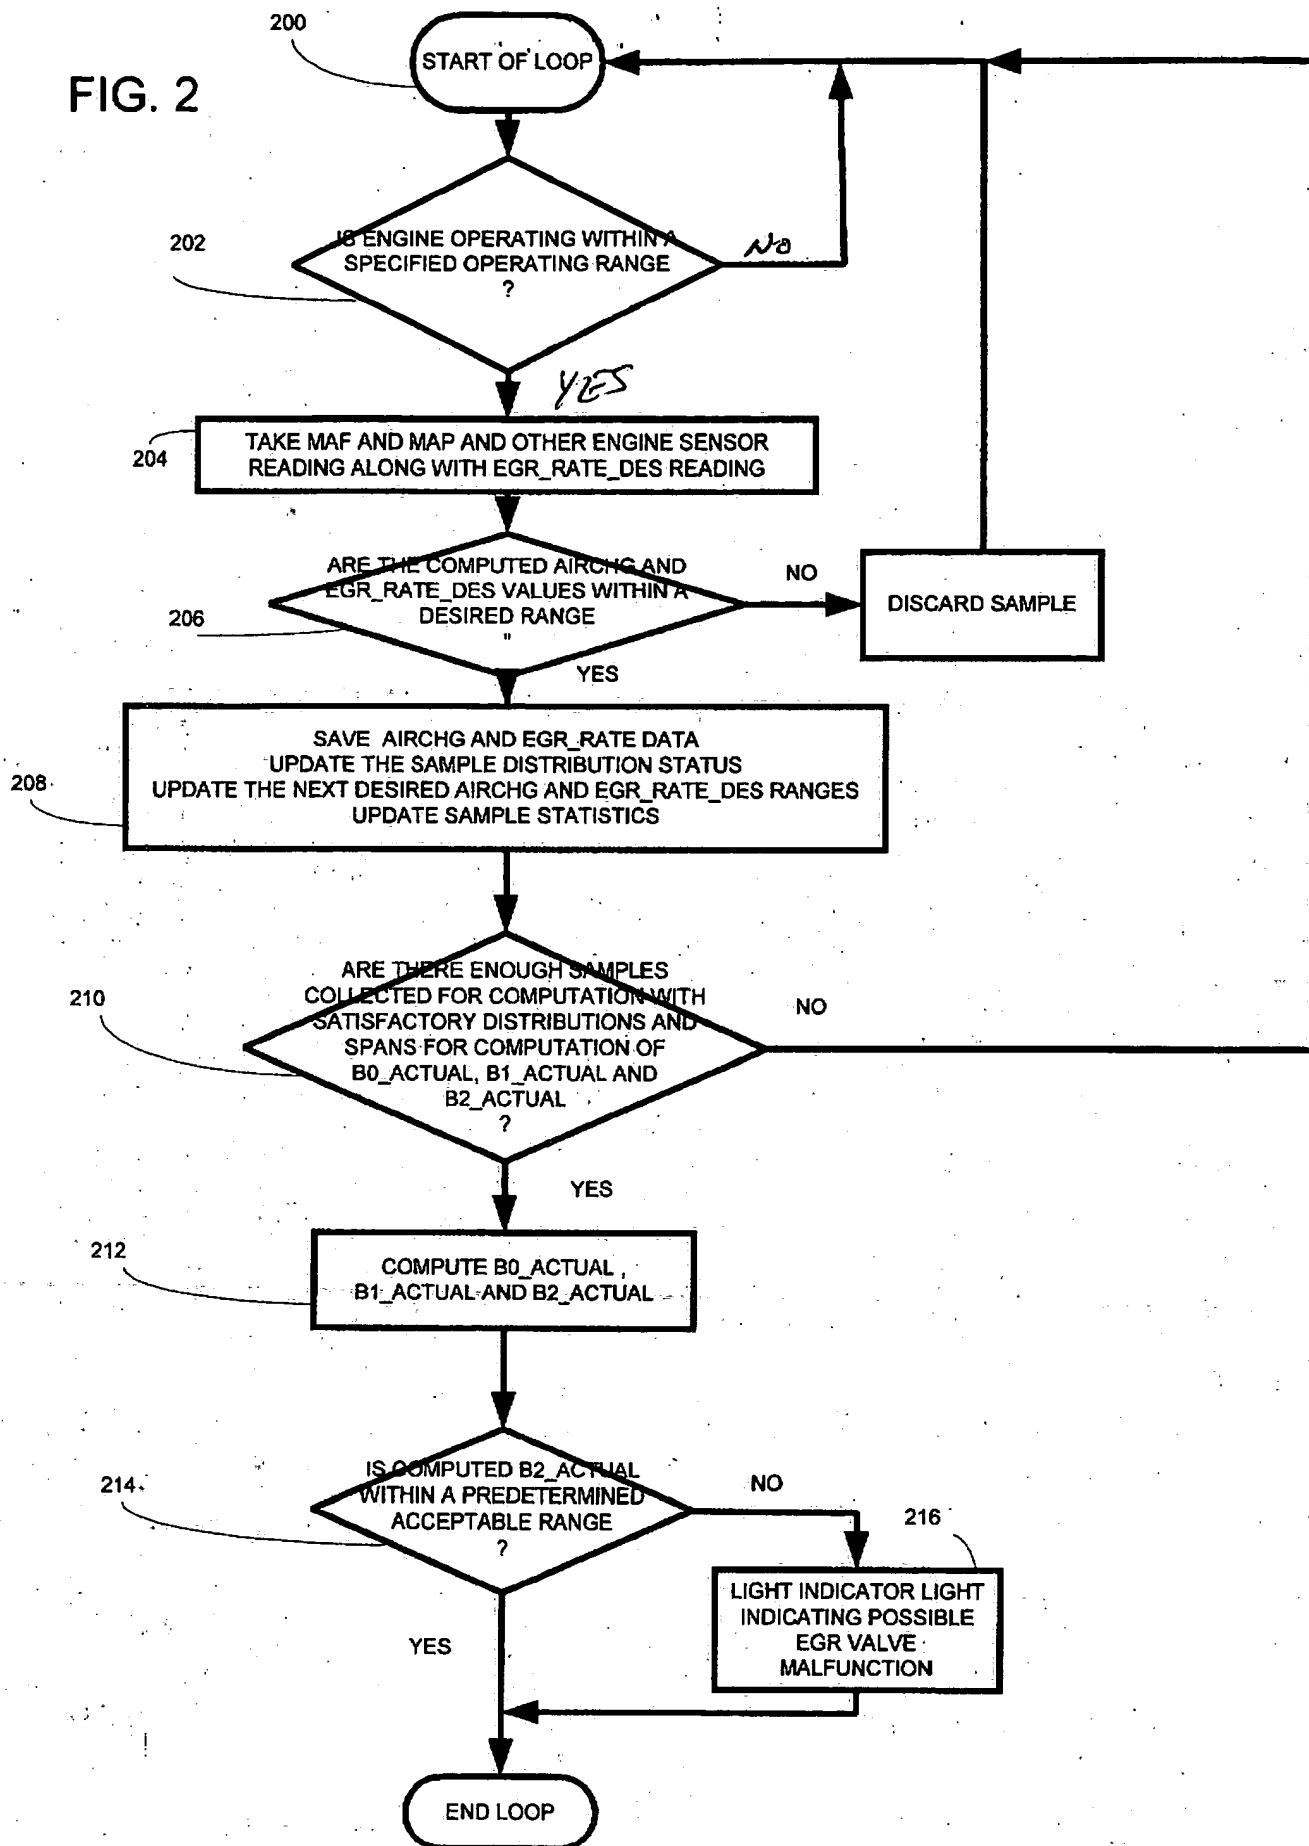 200
START OF LOOP
FIG. 2
202
IS ENGINE OPERATING WITHIN A
SPECIFIED OPERATING RANGE
?
NO
YES
204
TAKE MAF AND MAP AND OTHER ENGINE SENSOR
READING ALONG WITH EGR_RATE_DES READING
206
ARE THE COMPUTED AIRCHG AND
EGR_RATE_DES VALUES WITHIN A
DESIRED RANGE
"
NO
DISCARD SAMPLE
YES
208
SAVE AIRCHG AND EGR_RATE DATA
UPDATE THE SAMPLE DISTRIBUTION STATUS
UPDATE THE NEXT DESIRED AIRCHG AND EGR_RATE_DES RANGES
UPDATE SAMPLE STATISTICS
210
ARE THERE ENOUGH SAMPLES
COLLECTED FOR COMPUTATION WITH
SATISFACTORY DISTRIBUTIONS AND
SPANS FOR COMPUTATION OF
B0_ACTUAL, B1_ACTUAL AND
B2_ACTUAL
?
NO
YES
212
COMPUTE B0_ACTUAL ,
B1_ACTUAL AND B2_ACTUAL
214
IS COMPUTED B2_ACTUAL
WITHIN A PREDETERMINED
ACCEPTABLE RANGE
?
NO
216
LIGHT INDICATOR LIGHT
INDICATING POSSIBLE
EGR VALVE
MALFUNCTION
YES
END LOOP